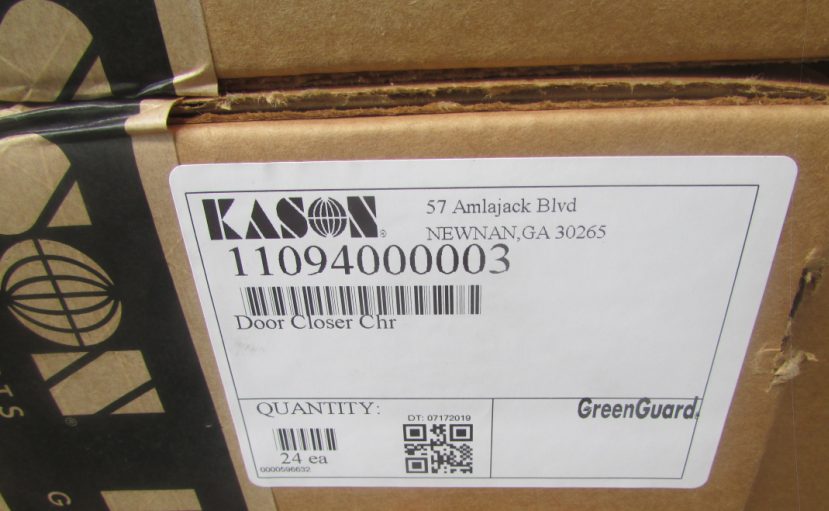 KASON®
57 Amlajack Blvd
NEWNAN,GA 30265
11094000003
Door Closer Chr
QUANTITY:
24 ea
0000596632
DT: 07172019
GreenGuard.